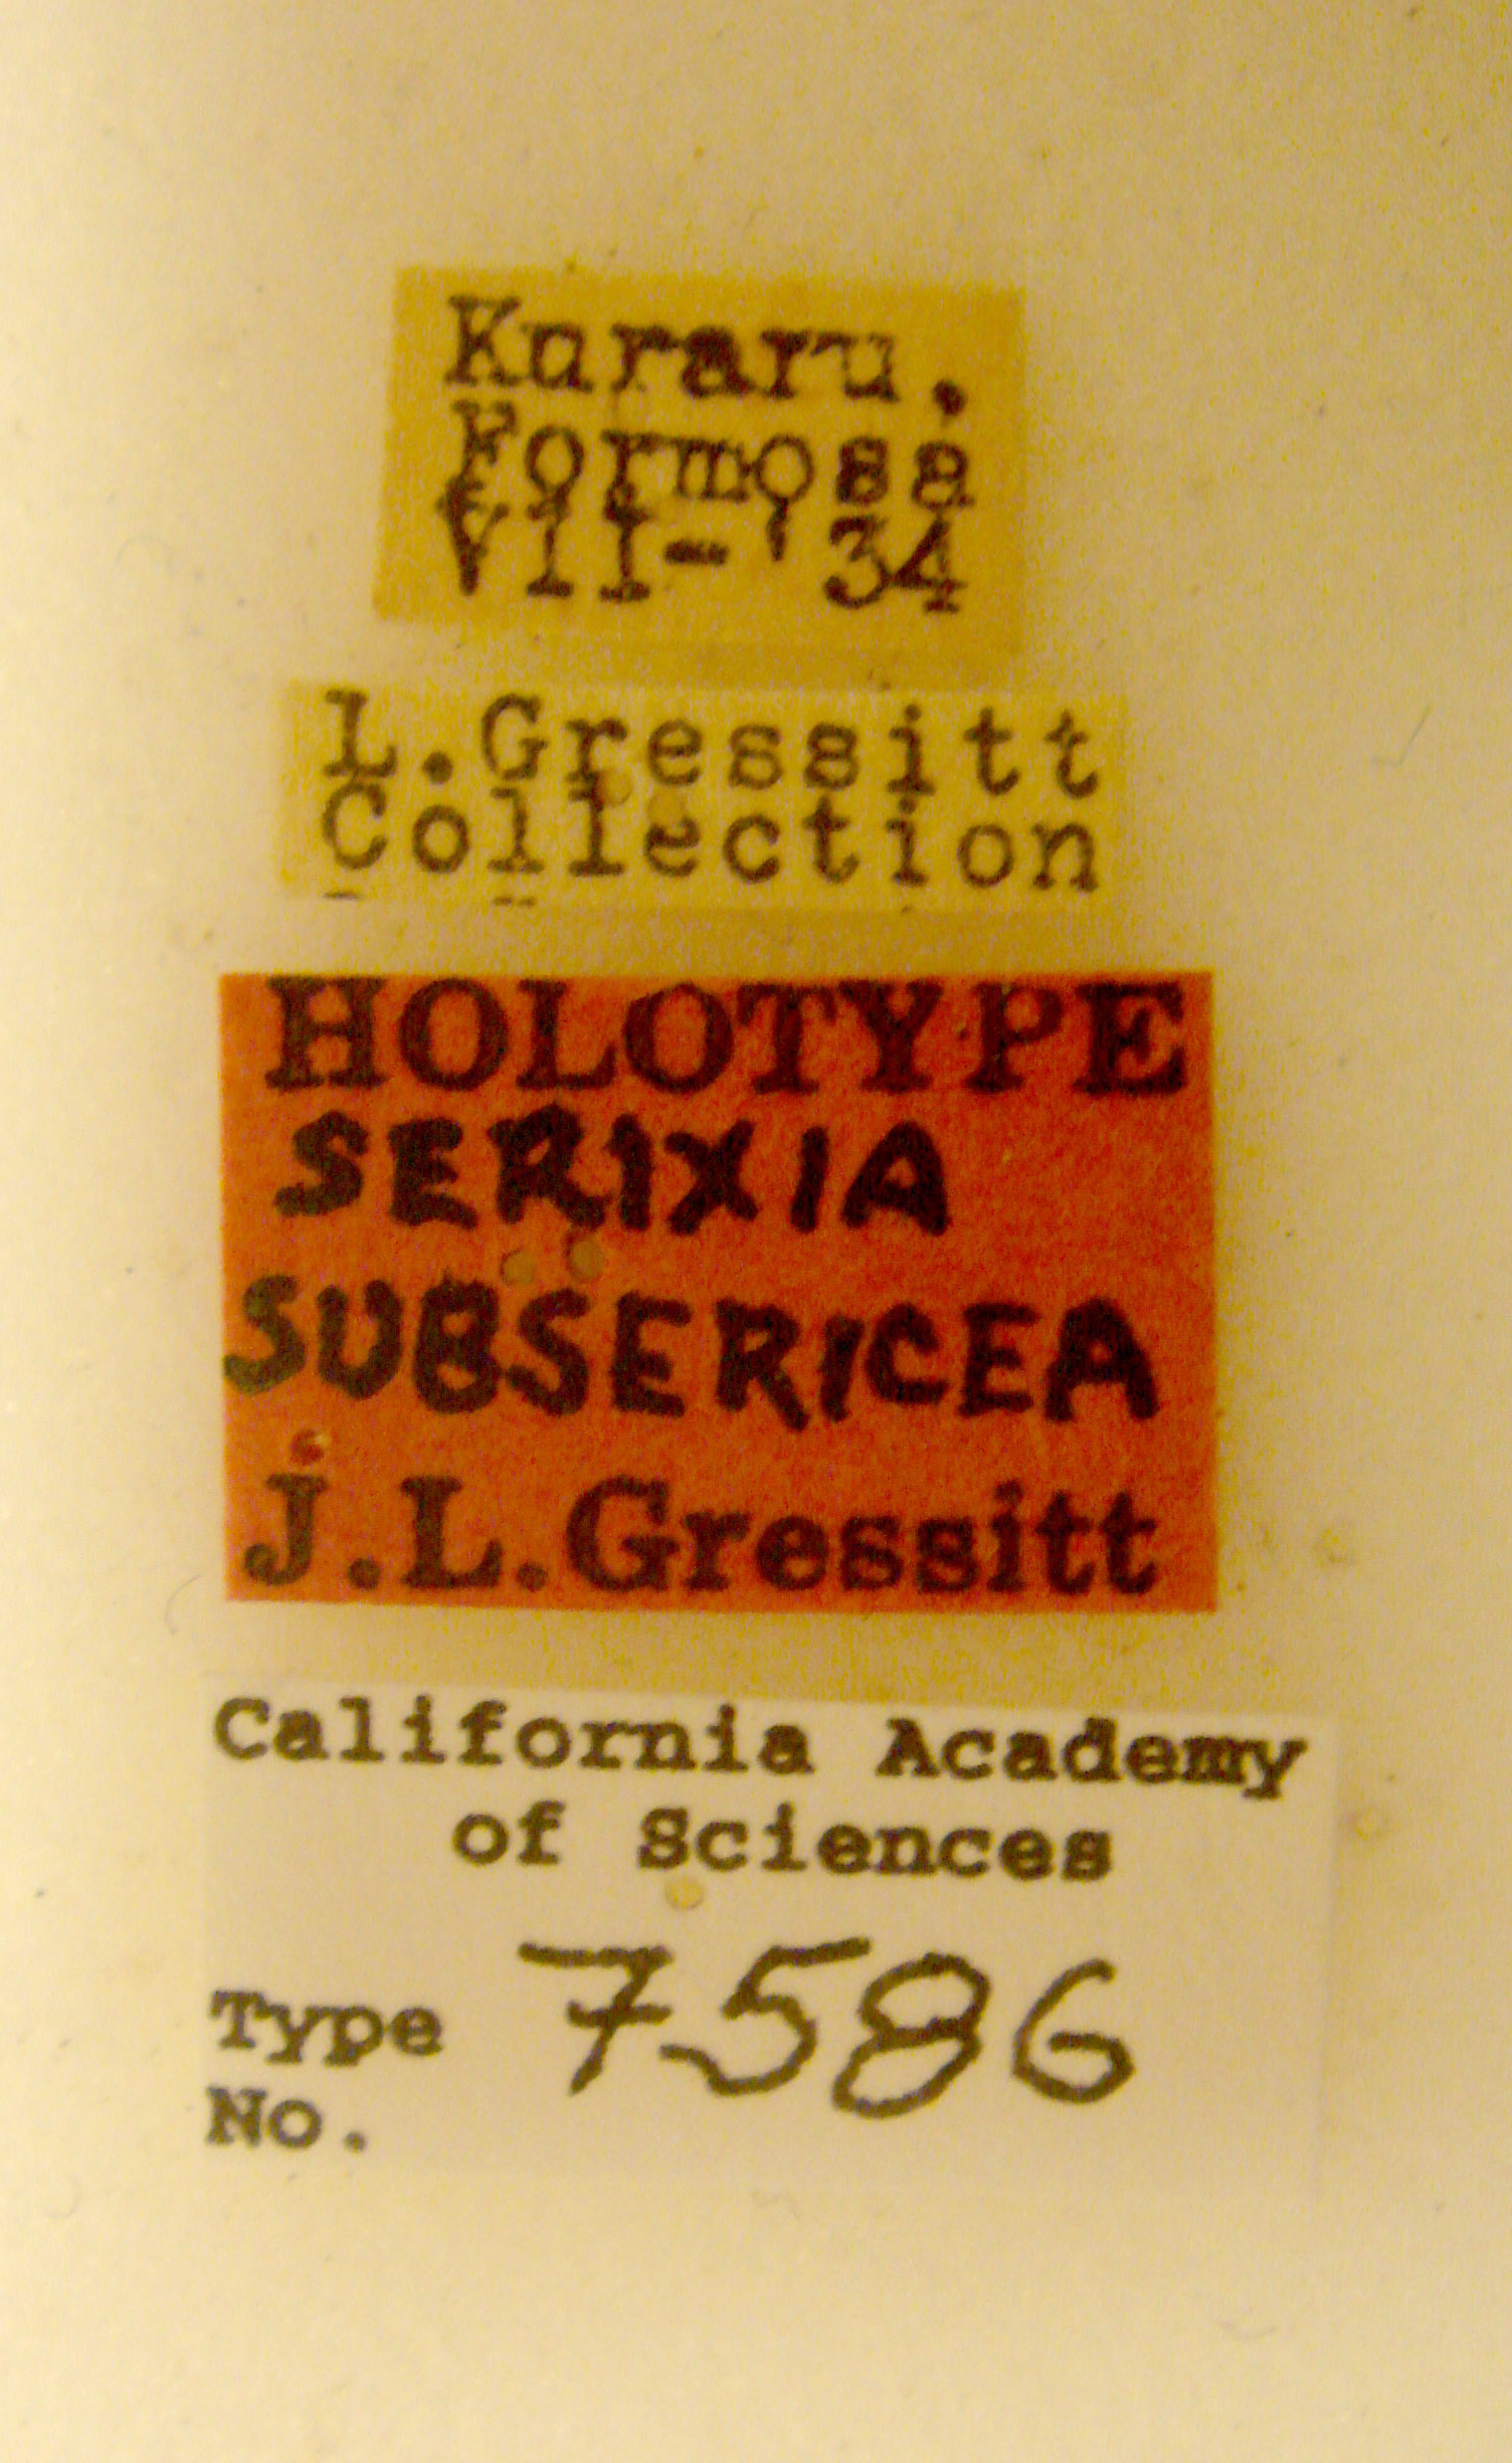 Kuraru,
Formosa
VII-'34
L.Gressitt
Collection
HOLOTYPE
SERIXIA
SUBSERICEA
J.L.Gressitt
California Academy
of Sciences
Type 7586
No.